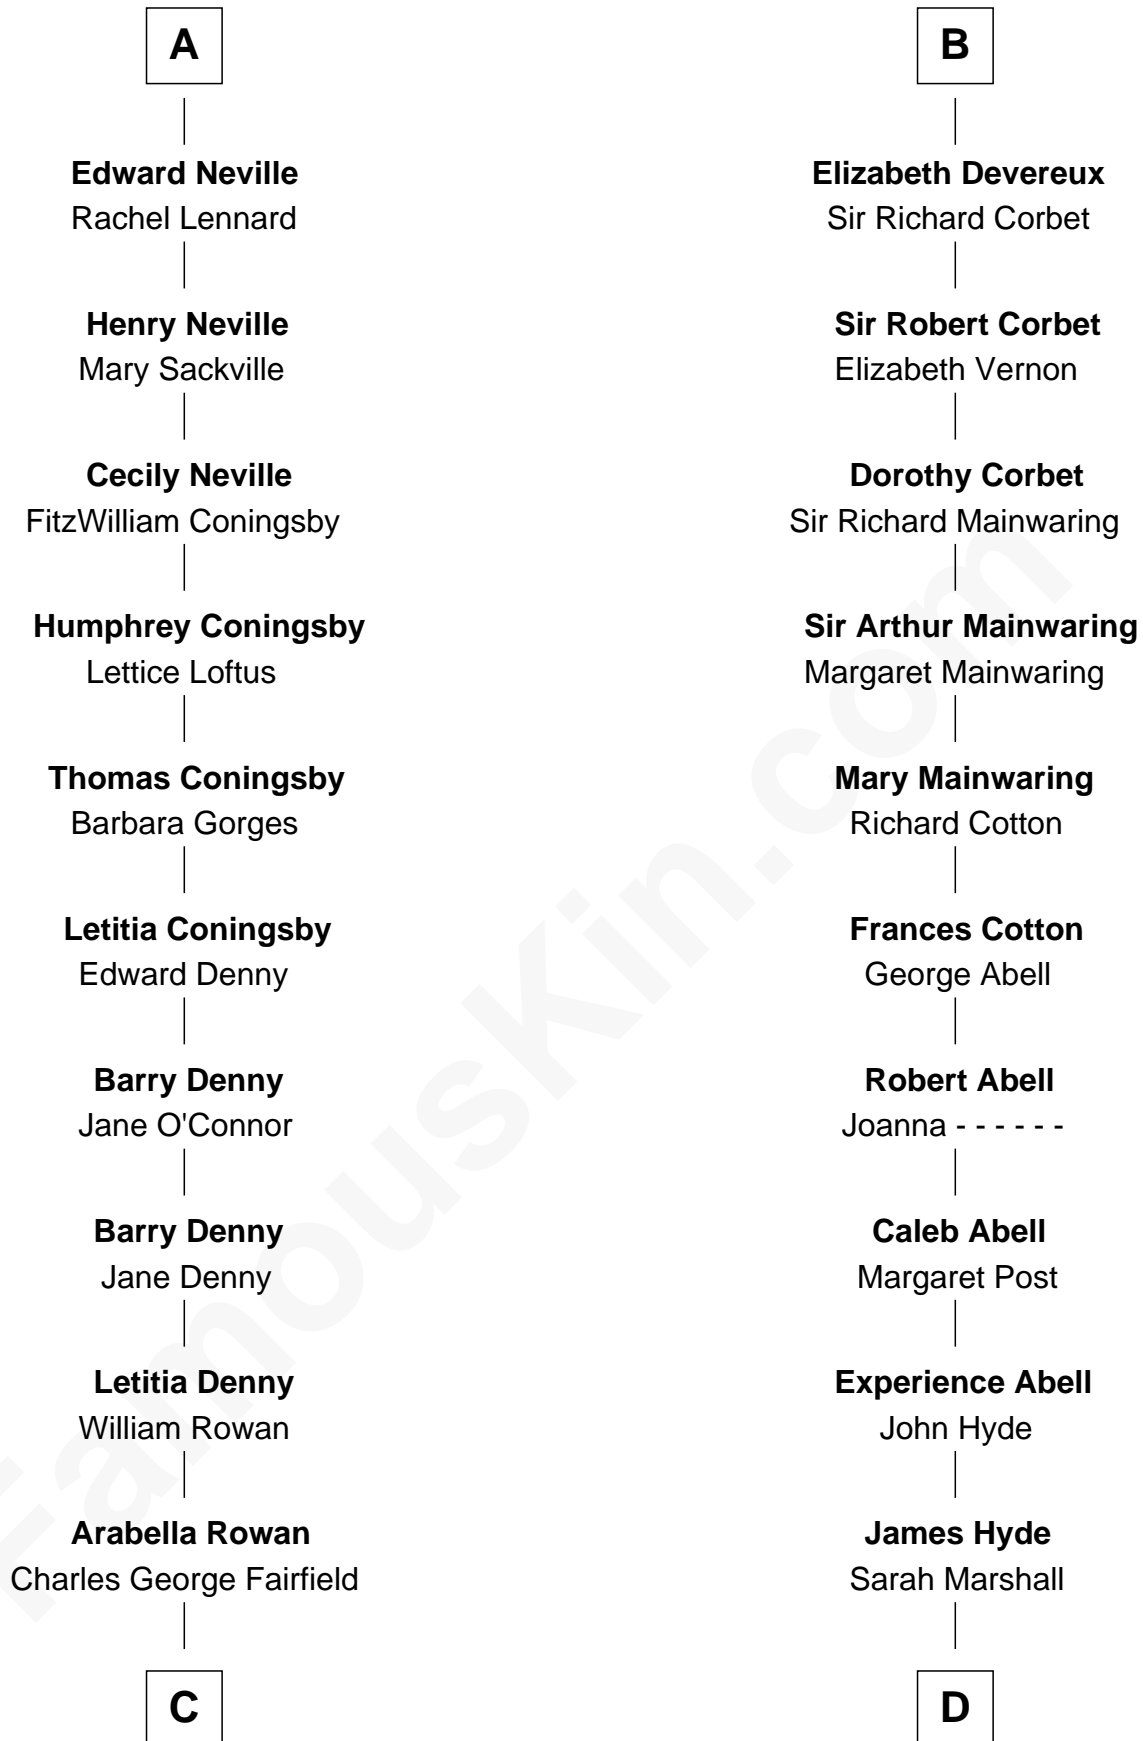 A
Edward Neville
Rachel Lennard
Henry Neville
Mary Sackville
Cecily Neville
FitzWilliam Coningsby
Humphrey Coningsby
Lettice Loftus
Thomas Coningsby
Barbara Gorges
Letitia Coningsby
Edward Denny
Barry Denny
Jane O'Connor
Barry Denny
Jane Denny
Letitia Denny
William Rowan
Arabella Rowan
Charles George Fairfield
C
B
Elizabeth Devereux
Sir Richard Corbet
Sir Robert Corbet
Elizabeth Vernon
Dorothy Corbet
Sir Richard Mainwaring
Sir Arthur Mainwaring
Margaret Mainwaring
Mary Mainwaring
Richard Cotton
Frances Cotton
George Abell
Robert Abell
Joanna - - - - - -
Caleb Abell
Margaret Post
Experience Abell
John Hyde
James Hyde
Sarah Marshall
D
FamousKin.com